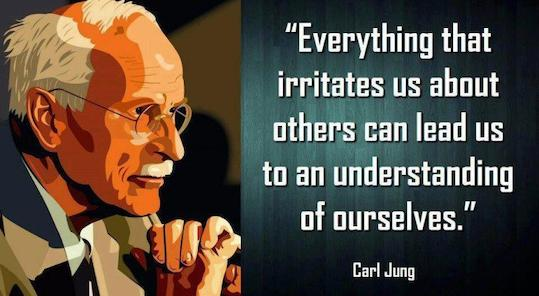 “Everything that
irritates us about
others can lead us
to an understanding
of ourselves.”
Carl Jung